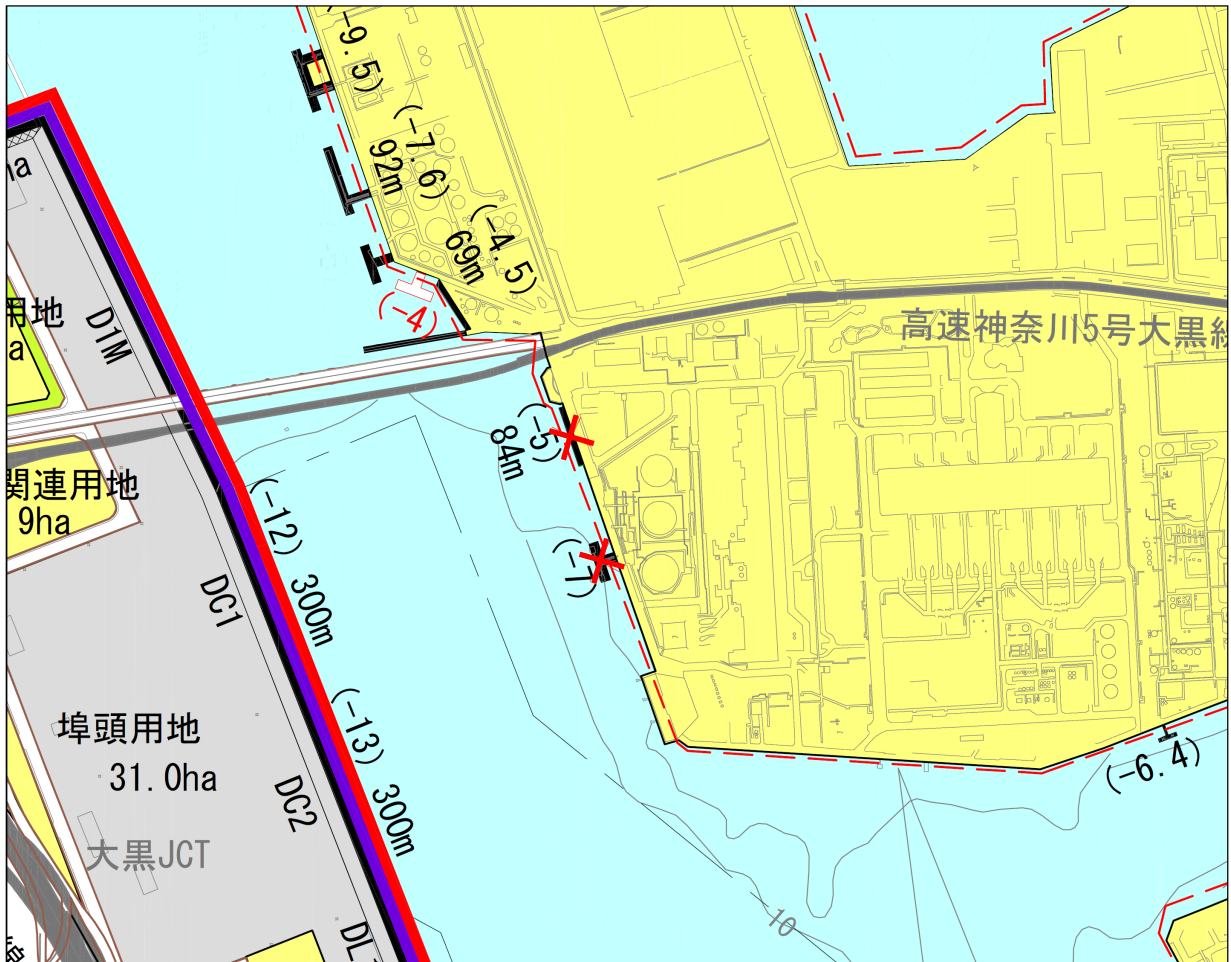 (-9.5)
(-7.6)
92m
(-4.5)
69m
(-4)
ha
用地
a
D1M
高速神奈川5号大黒線
(-5)
84m
(-7)
関連用地
9ha
(-12) 300m
DC1
(-13) 300m
埠頭用地
31.0ha
DC2
大黒JCT
(-6.4)
10
DL-